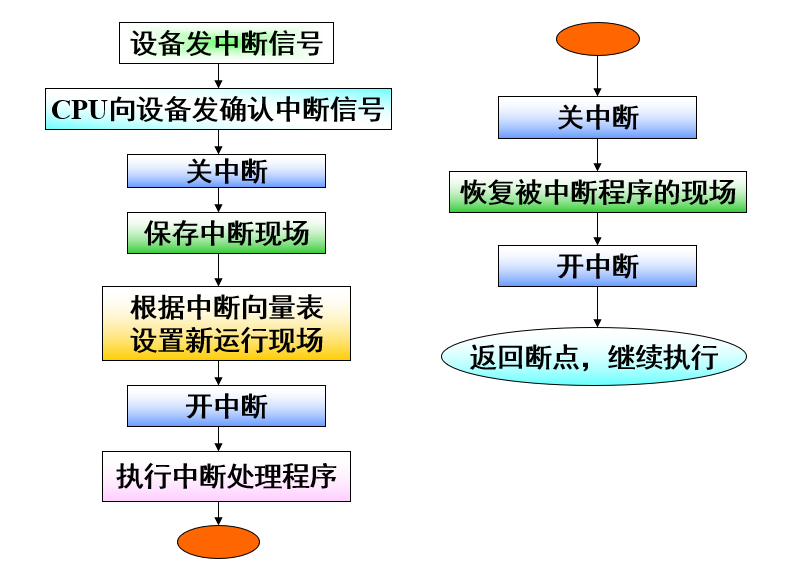 设备发中断信号
CPU向设备发确认中断信号
关中断
保存中断现场
根据中断向量表
设置新运行现场
开中断
执行中断处理程序
关中断
恢复被中断程序的现场
开中断
返回断点，继续执行